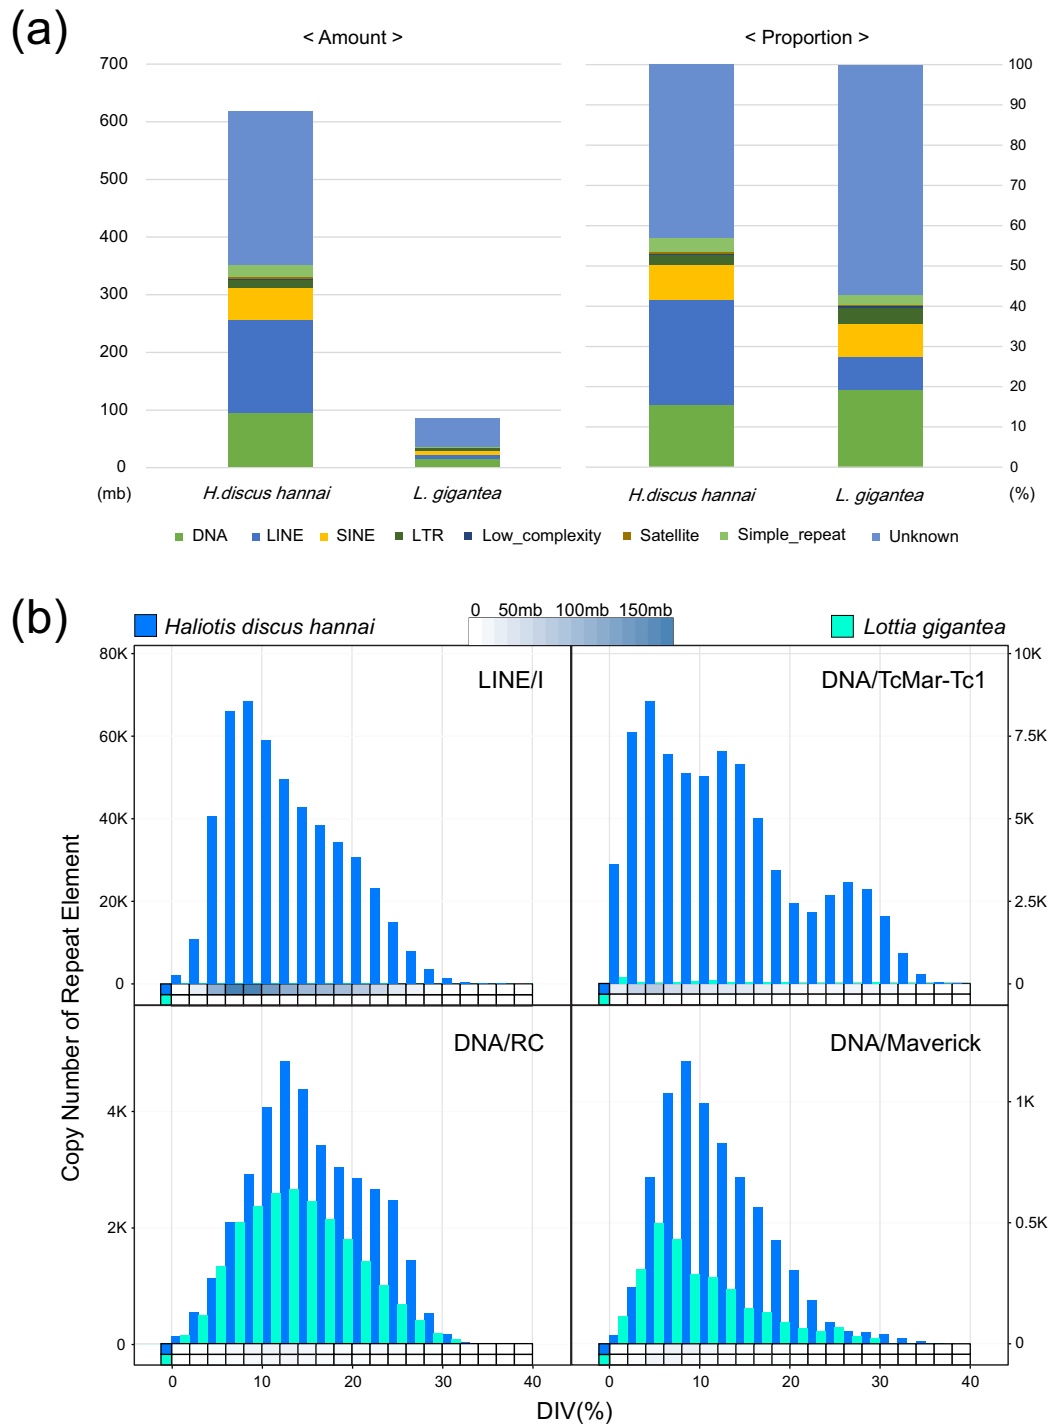 (a)
< Amount >
< Proportion >
700
600
500
400
300
200
100
0
(mb)
H.discus hannai
L. gigantea
100
90
80
70
60
50
40
30
20
10
0
(%)
H.discus hannai
L. gigantea
DNA
LINE
SINE
LTR
Low_complexity
Satellite
Simple_repeat
Unknown
(b)
Haliotis discus hannai
0 50mb 100mb 150mb
Lottia gigantea
Copy Number of Repeat Element
80K
60K
40K
20K
0
LINE/I
DNA/TcMar-Tc1
10K
7.5K
5K
2.5K
0
4K
2K
0
DNA/RC
DNA/Maverick
1K
0.5K
0
0 10 20 30 40
0 10 20 30 40
DIV(%)